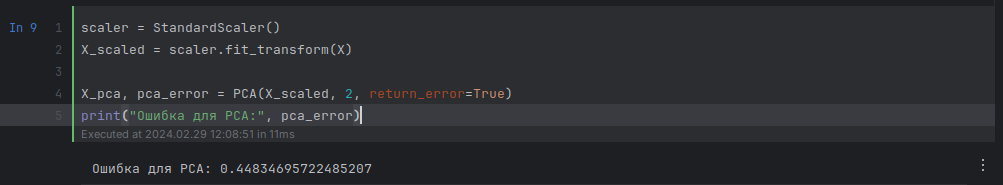 In 9 1 scaler = StandardScaler()
2 X_scaled = scaler.fit_transform(X)
3
4 X_pca, pca_error = PCA(X_scaled, 2, return_error=True)
5 print("Ошибка для PCA:", pca_error)
Executed at 2024.02.29 12:08:51 in 11ms
Ошибка для PCA: 0.44834695722485207